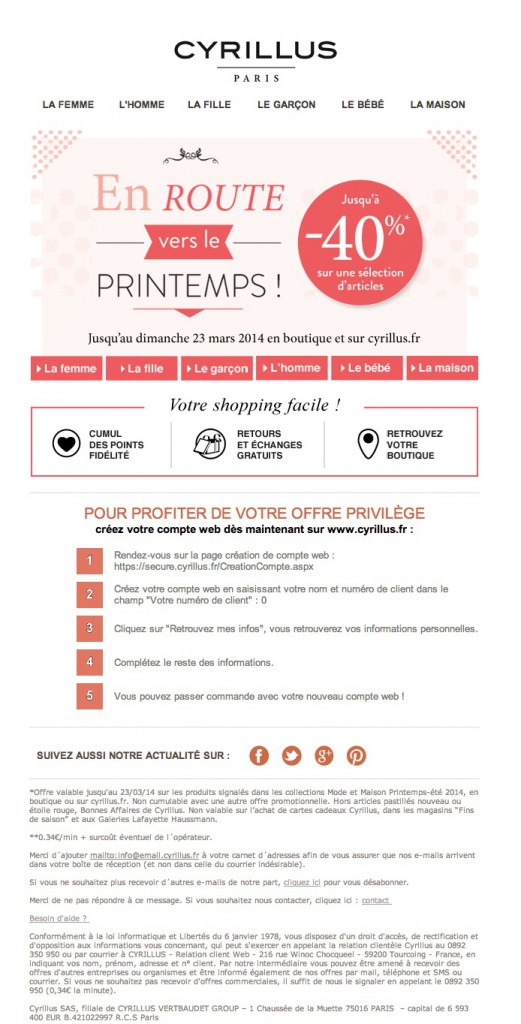 CYRILLUS
PARIS
LA FEMME L'HOMME LA FILLE LE GARÇON LE BÉBÉ LA MAISON
En ROUTE
vers le
PRINTEMPS !
Jusqu'à
-40%*
sur une sélection
d'articles
Jusqu'au dimanche 23 mars 2014 en boutique et sur cyrillus.fr
La femme La fille Le garçon L'homme Le bébé La maison
Votre shopping facile !
CUMUL
DES POINTS
FIDÉLITÉ
RETOURS
ET ÉCHANGES
GRATUITS
RETROUVEZ
VOTRE
BOUTIQUE
POUR PROFITER DE VOTRE OFFRE PRIVILÈGE
créez votre compte web dès maintenant sur www.cyrillus.fr :
1 Rendez-vous sur la page création de compte web :
https://secure.cyrillus.fr/CreationCompte.aspx
2 Créez votre compte web en saisissant votre nom et numéro de client dans le
champ "Votre numéro de client" : 0
3 Cliquez sur "Retrouvez mes infos", vous retrouverez vos informations personnelles.
4 Complétez le reste des informations.
5 Vous pouvez passer commande avec votre nouveau compte web !
SUIVEZ AUSSI NOTRE ACTUALITÉ SUR :
*Offre valable jusqu'au 23/03/14 sur les produits signalés dans les collections Mode et Maison Printemps-été 2014, en
boutique ou sur cyrillus.fr. Non cumulable avec une autre offre promotionnelle. Hors articles pastillés nouveau ou
étoile rouge, Bonnes Affaires de Cyrillus. Non valable sur l'achat de cartes cadeaux Cyrillus, dans les magasins "Fins
de saison" et aux Galeries Lafayette Haussmann.
**0.34€/min + surcoût éventuel de l´opérateur.
Merci d´ajouter mailto:info@email.cyrillus.fr à votre carnet d´adresses afin de vous assurer que nos e-mails arrivent
dans votre boîte de réception (et non dans celle du courrier indésirable).
Si vous ne souhaitez plus recevoir d´autres e-mails de notre part, cliquez ici pour vous désabonner.
Merci de ne pas répondre à ce message. Si vous souhaitez nous contacter, cliquez ici : contact
Besoin d'aide ?
Conformément à la loi informatique et Libertés du 6 janvier 1978, vous disposez d'un droit d'accès, de rectification et
d'opposition aux informations vous concernant, qui peut s'exercer en appelant la relation clientèle Cyrillus au 0892
350 950 ou par courrier à CYRILLUS - Relation client Web - 216 rue Winoc Chocqueel - 59200 Tourcoing - France, en
indiquant vos nom, prénom, adresse et n° client. Par notre intermédiaire vous pouvez être amené à recevoir des
offres d'autres entreprises ou organismes et être informé également de nos offres par mail, téléphone et SMS ou
courrier. Si vous ne souhaitez pas recevoir d'offres commerciales, il suffit de nous le signaler en appelant le 0892 350
950 (0,34€ la minute).
Cyrillus SAS, filiale de CYRILLUS VERTBAUDET GROUP – 1 Chaussée de la Muette 75016 PARIS – capital de 6 593
400 EUR B.421022997 R.C.S Paris